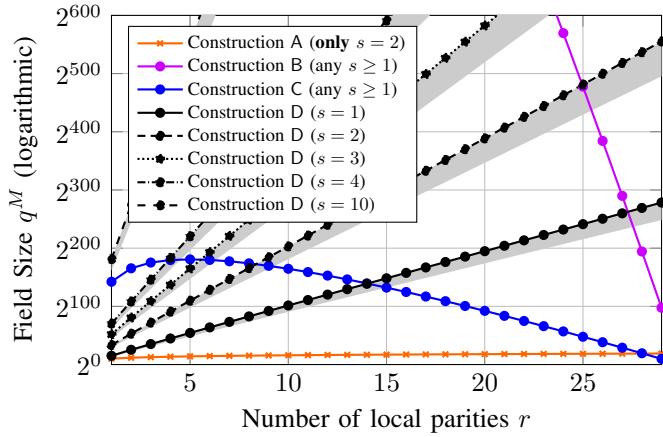 2^600
2^500
2^400
2^300
2^200
2^100
2^0
Field Size q^M (logarithmic)
Construction A (only s = 2)
Construction B (any s ≥ 1)
Construction C (any s ≥ 1)
Construction D (s = 1)
Construction D (s = 2)
Construction D (s = 3)
Construction D (s = 4)
Construction D (s = 10)
5 10 15 20 25
Number of local parities r